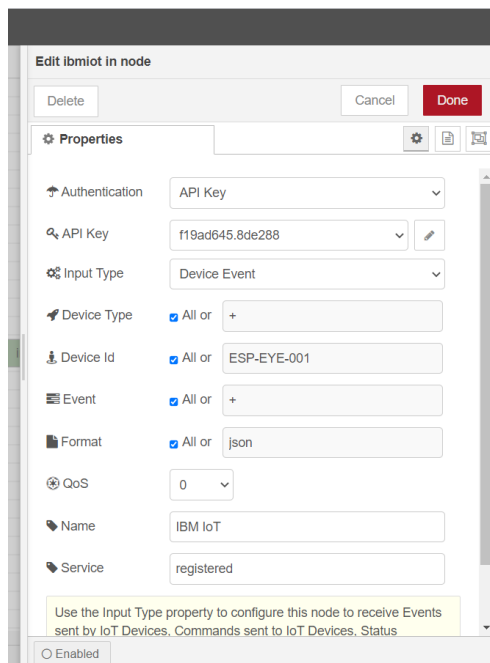 Edit ibmiot in node
Delete
Cancel
Done
Properties
Authentication
API Key
API Key
f19ad645.8de288
Input Type
Device Event
Device Type
All or
+
Device Id
All or
ESP-EYE-001
Event
All or
+
Format
All or
json
QoS
0
Name
IBM IoT
Service
registered
Use the Input Type property to configure this node to receive Events
sent by IoT Devices, Commands sent to IoT Devices, Status
Enabled